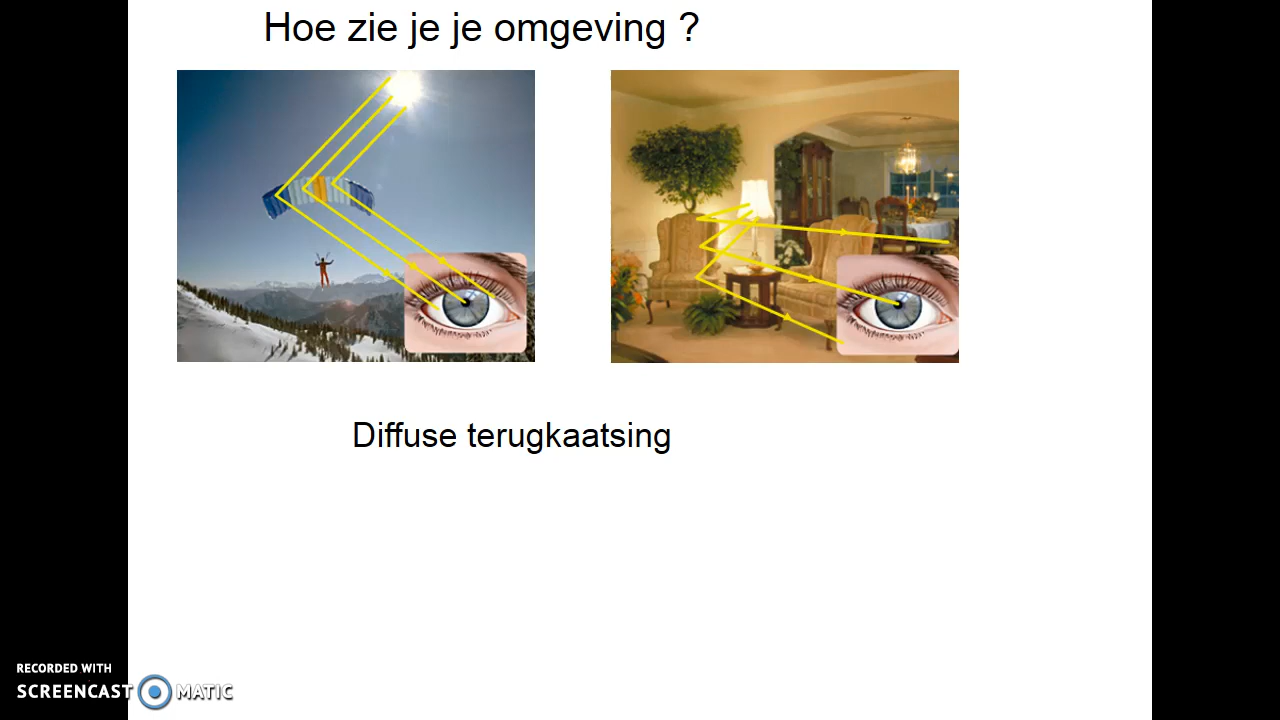 Hoe zie je je omgeving ?
Diffuse terugkaatsing
RECORDED WITH
SCREENCAST MATIC